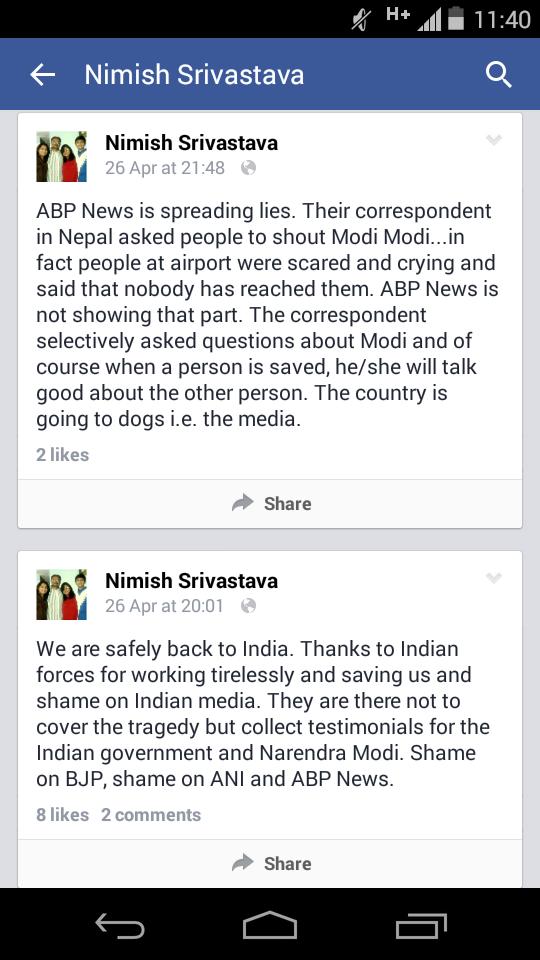 H+ 11:40
Nimish Srivastava
Nimish Srivastava
26 Apr at 21:48
ABP News is spreading lies. Their correspondent
in Nepal asked people to shout Modi Modi...in
fact people at airport were scared and crying and
said that nobody has reached them. ABP News is
not showing that part. The correspondent
selectively asked questions about Modi and of
course when a person is saved, he/she will talk
good about the other person. The country is
going to dogs i.e. the media.
2 likes
Share
Nimish Srivastava
26 Apr at 20:01
We are safely back to India. Thanks to Indian
forces for working tirelessly and saving us and
shame on Indian media. They are there not to
cover the tragedy but collect testimonials for the
Indian government and Narendra Modi. Shame
on BJP, shame on ANI and ABP News.
8 likes 2 comments
Share